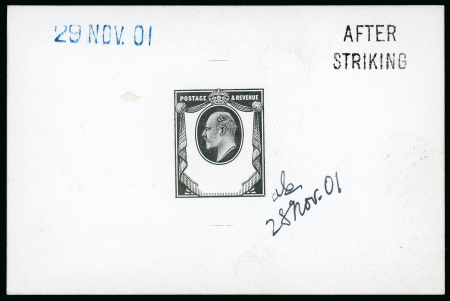 29 NOV. 01
AFTER
STRIKING
POSTAGE & REVENUE
28 Nov. 01